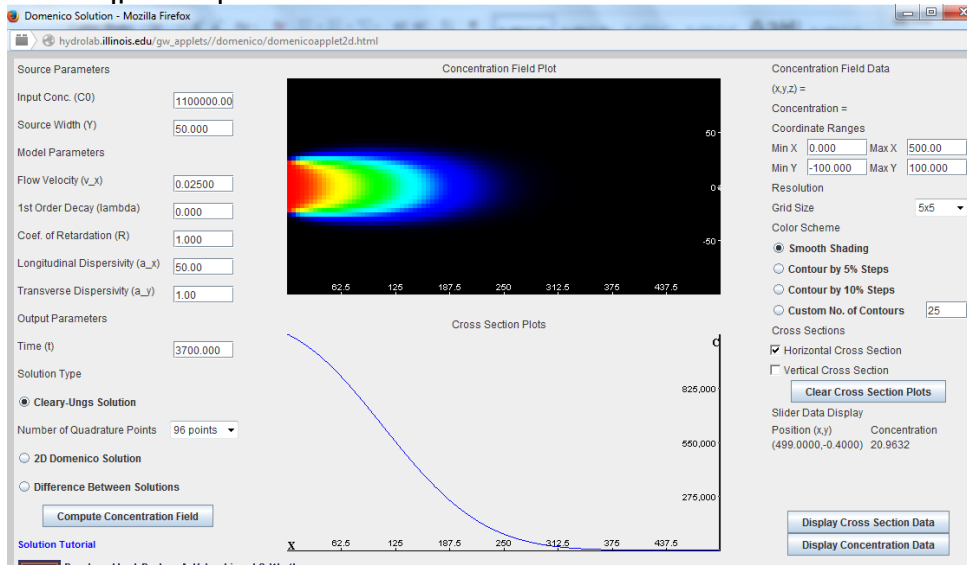 Domenico Solution - Mozilla Firefox
hydrolab.illinois.edu/gw_applets//domenico/domenicoapplet2d.html
Source Parameters
Input Conc. (C0) 1100000.00
Source Width (Y) 50.000
Model Parameters
Flow Velocity (v_x) 0.02500
1st Order Decay (lambda) 0.000
Coef. of Retardation (R) 1.000
Longitudinal Dispersivity (a_x) 50.00
Transverse Dispersivity (a_y) 1.00
Output Parameters
Time (t) 3700.000
Solution Type
Cleary-Ungs Solution
Number of Quadrature Points 96 points
2D Domenico Solution
Difference Between Solutions
Compute Concentration Field
Solution Tutorial
Concentration Field Plot
50
0
-50
62.5 125 187.5 250 312.5 375 437.5
Cross Section Plots
c
825,000
550,000
275,000
x 62.5 125 187.5 250 312.5 375 437.5
Concentration Field Data
(x,y,z) =
Concentration =
Coordinate Ranges
Min X 0.000 Max X 500.00
Min Y -100.000 Max Y 100.000
Resolution
Grid Size 5x5
Color Scheme
Smooth Shading
Contour by 5% Steps
Contour by 10% Steps
Custom No. of Contours 25
Cross Sections
Horizontal Cross Section
Vertical Cross Section
Clear Cross Section Plots
Slider Data Display
Position (x,y) Concentration
(499.0000,-0.4000) 20.9632
Display Cross Section Data
Display Concentration Data